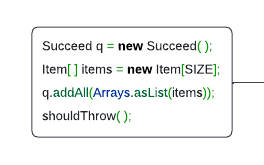 Succeed q = new Succeed( );
Item[ ] items = new Item[SIZE];
q.addAll(Arrays.asList(items));
shouldThrow( );